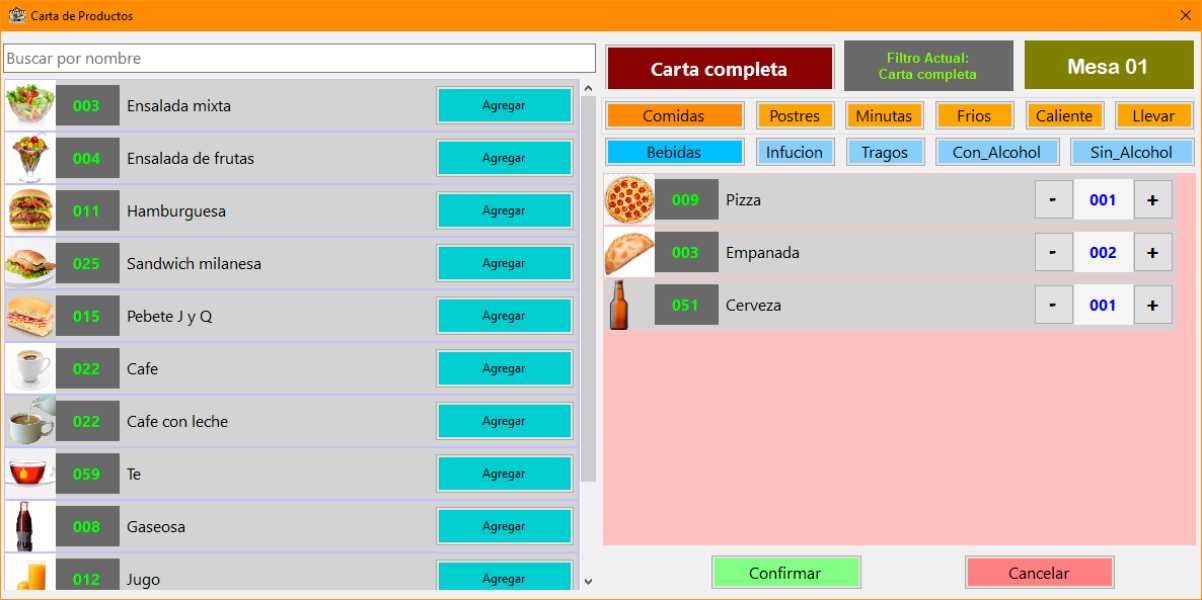 Carta de Productos
Buscar por nombre
003 Ensalada mixta Agregar
004 Ensalada de frutas Agregar
011 Hamburguesa Agregar
025 Sandwich milanesa Agregar
015 Pebete J y Q Agregar
022 Cafe Agregar
022 Cafe con leche Agregar
059 Te Agregar
008 Gaseosa Agregar
012 Jugo Agregar
Carta completa
Filtro Actual:
Carta completa
Mesa 01
Comidas Postres Minutas Frios Caliente Llevar
Bebidas Infucion Tragos Con_Alcohol Sin_Alcohol
009 Pizza - 001 +
003 Empanada - 002 +
051 Cerveza - 001 +
Confirmar Cancelar